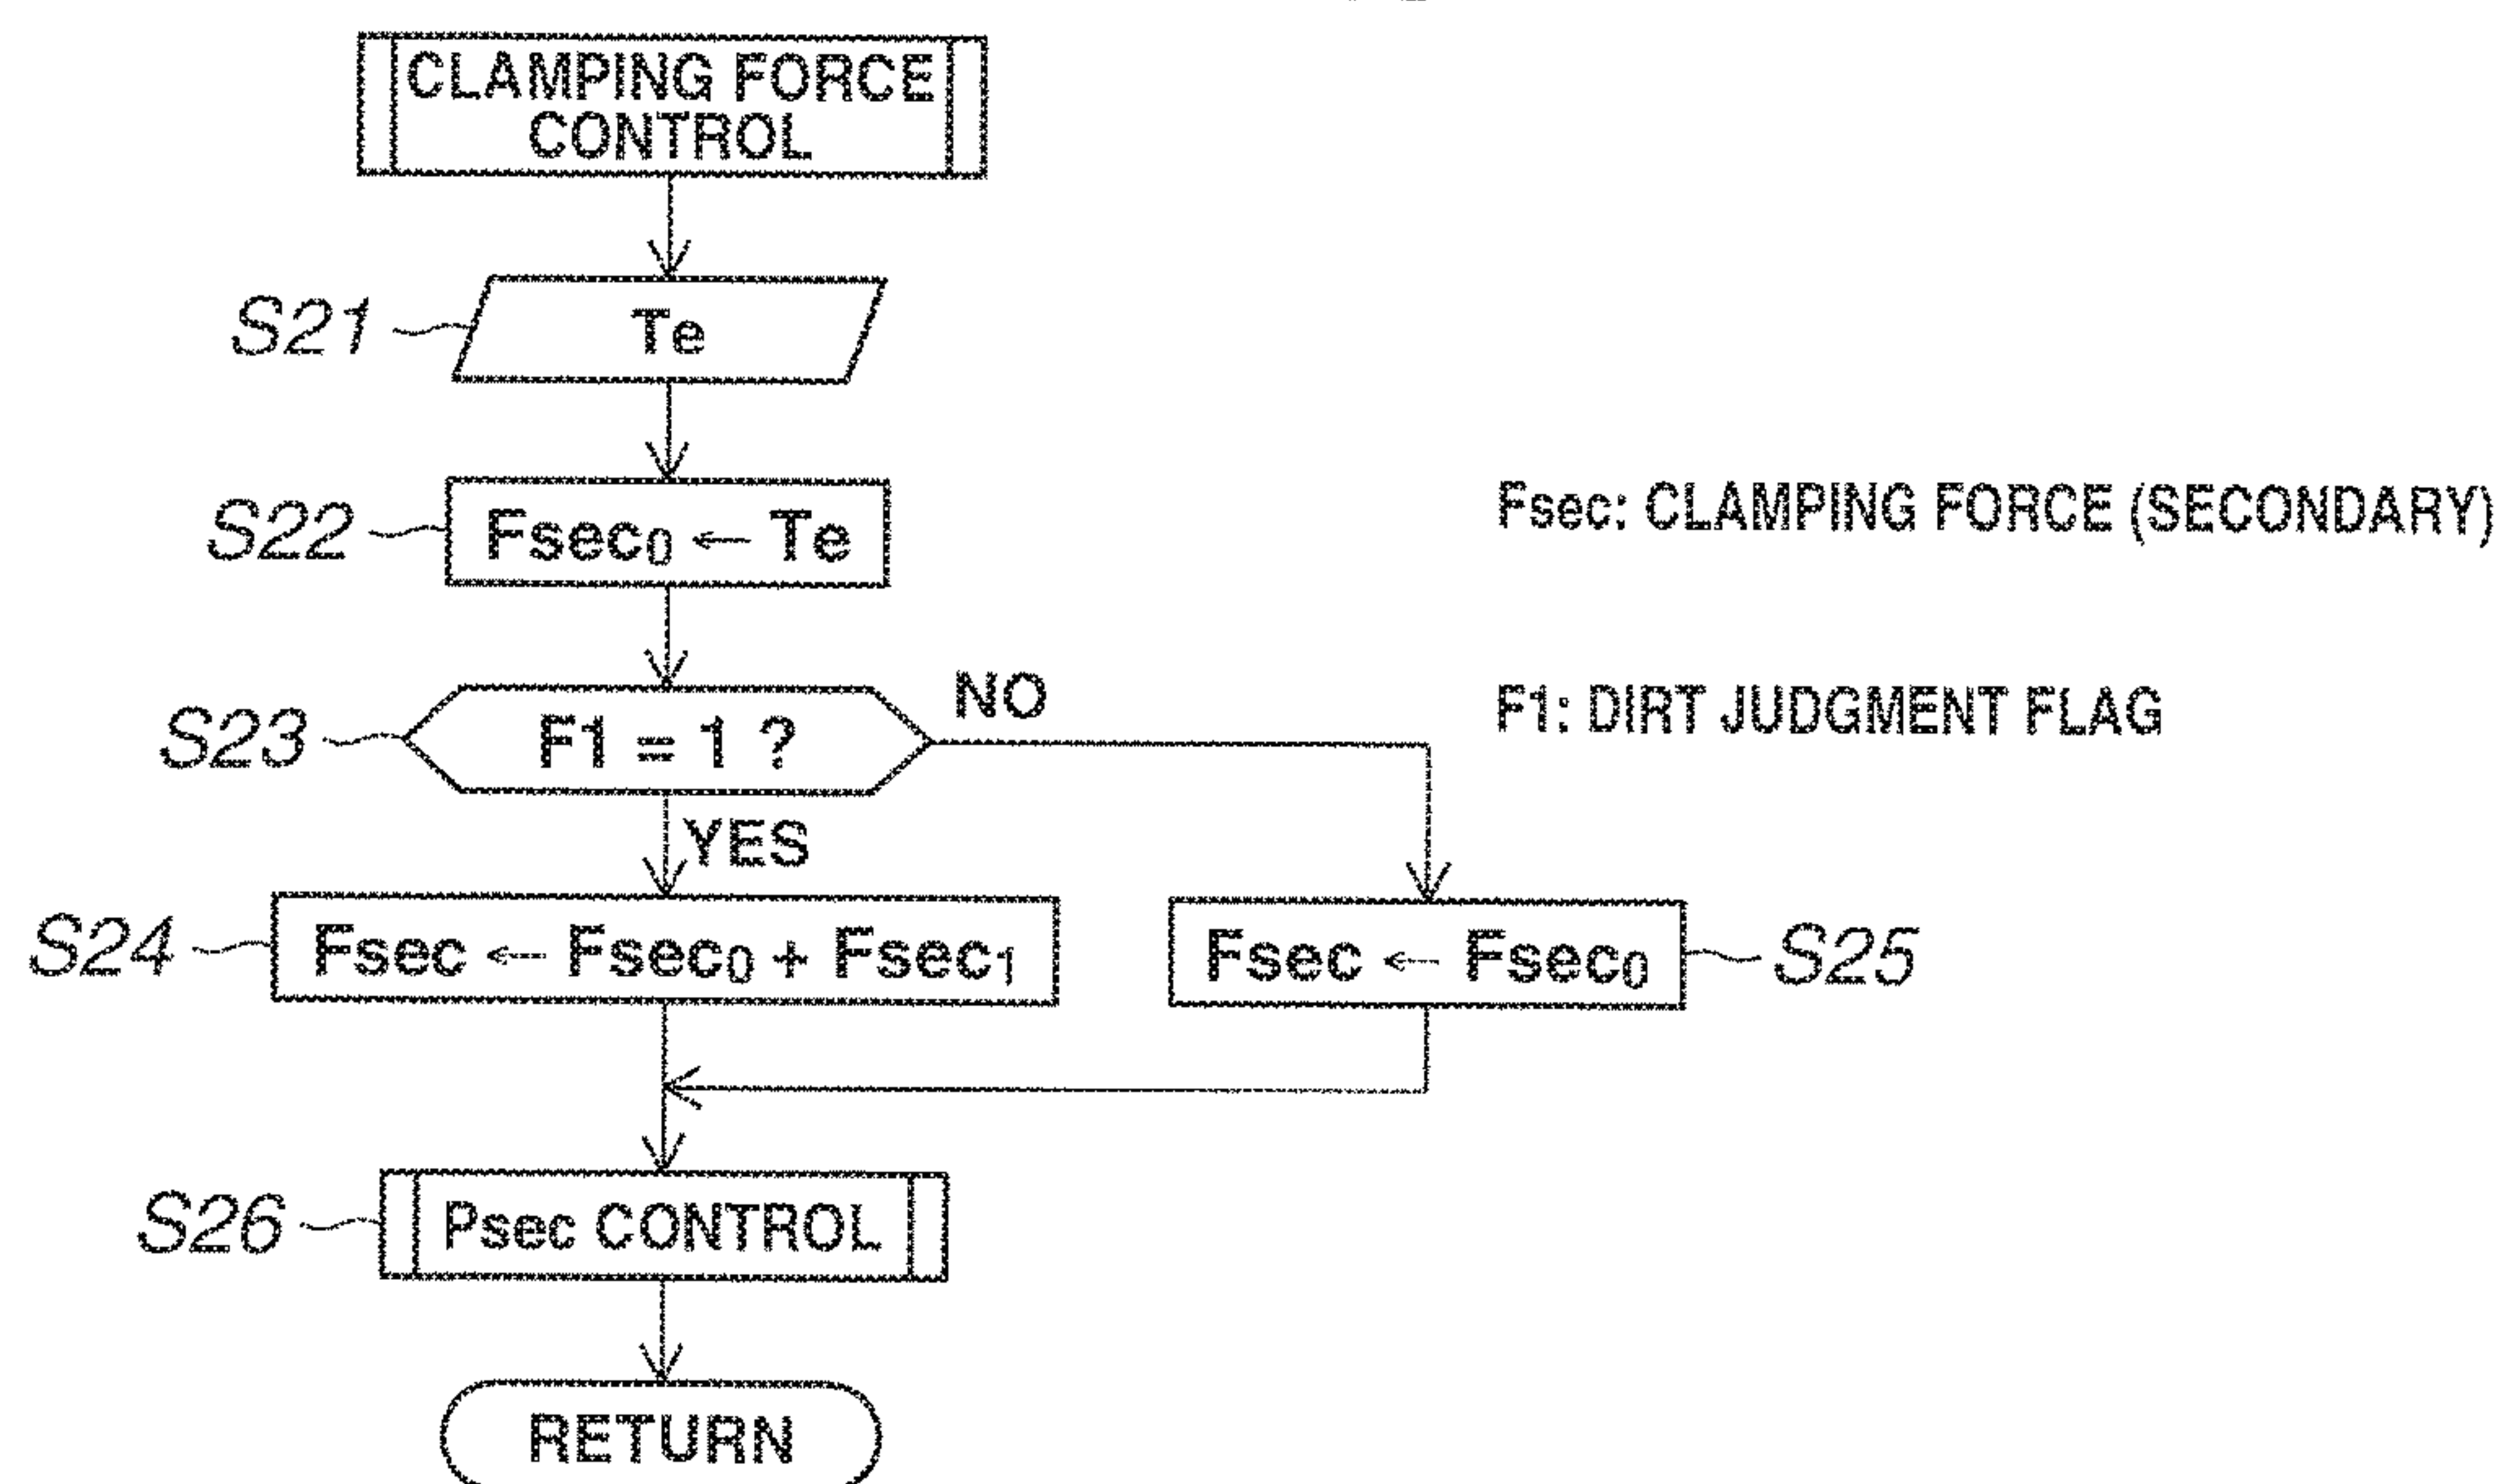 CLAMPING FORCE
CONTROL
S21
Te
S22
Fsec₀ ← Te
Fsec: CLAMPING FORCE (SECONDARY)
S23
F1 = 1 ?
NO
F1: DIRT JUDGMENT FLAG
YES
S24
Fsec ← Fsec₀ + Fsec₁
Fsec ← Fsec₀
S25
S26
Psec CONTROL
RETURN